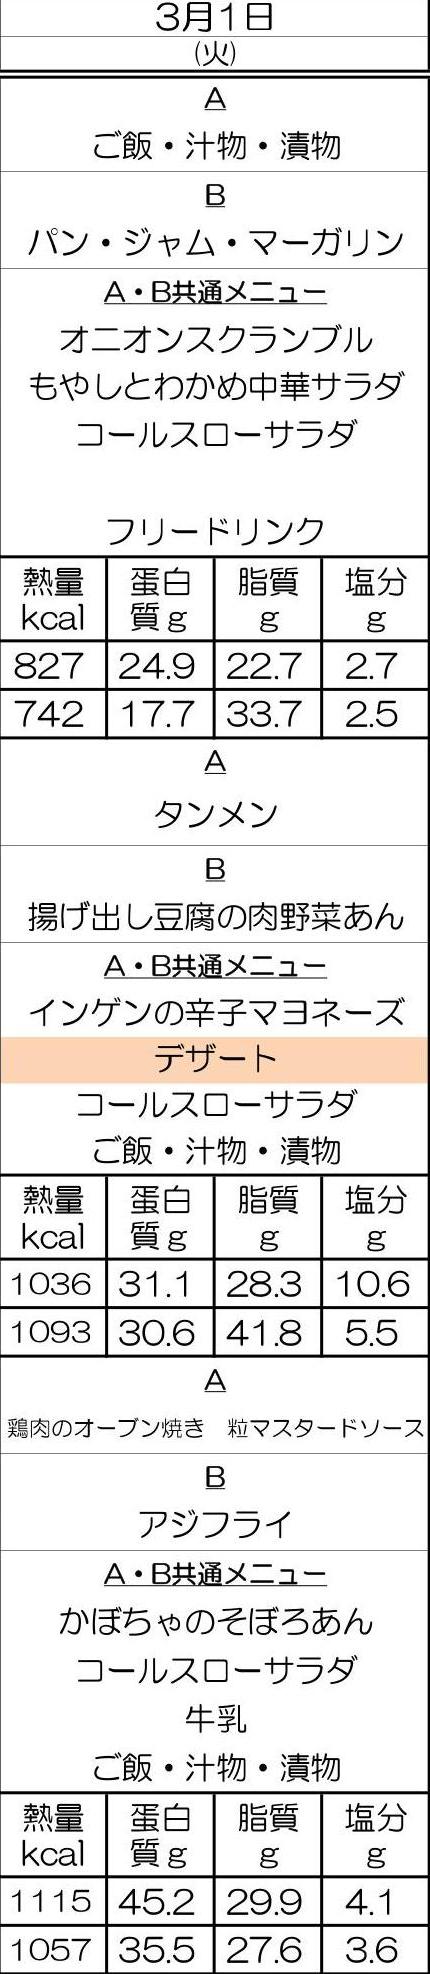 3月1日
(火)
A
ご飯・汁物・漬物
B
パン・ジャム・マーガリン
A・B共通メニュー
オニオンスクランブル
もやしとわかめ中華サラダ
コールスローサラダ
フリードリンク
熱量 蛋白 脂質 塩分
kcal 質g g g
827 24.9 22.7 2.7
742 17.7 33.7 2.5
A
タンメン
B
揚げ出し豆腐の肉野菜あん
A・B共通メニュー
インゲンの辛子マヨネーズ
デザート
コールスローサラダ
ご飯・汁物・漬物
熱量 蛋白 脂質 塩分
kcal 質g g g
1036 31.1 28.3 10.6
1093 30.6 41.8 5.5
A
鶏肉のオーブン焼き 粒マスタードソース
B
アジフライ
A・B共通メニュー
かぼちゃのそぼろあん
コールスローサラダ
牛乳
ご飯・汁物・漬物
熱量 蛋白 脂質 塩分
kcal 質g g g
1115 45.2 29.9 4.1
1057 35.5 27.6 3.6